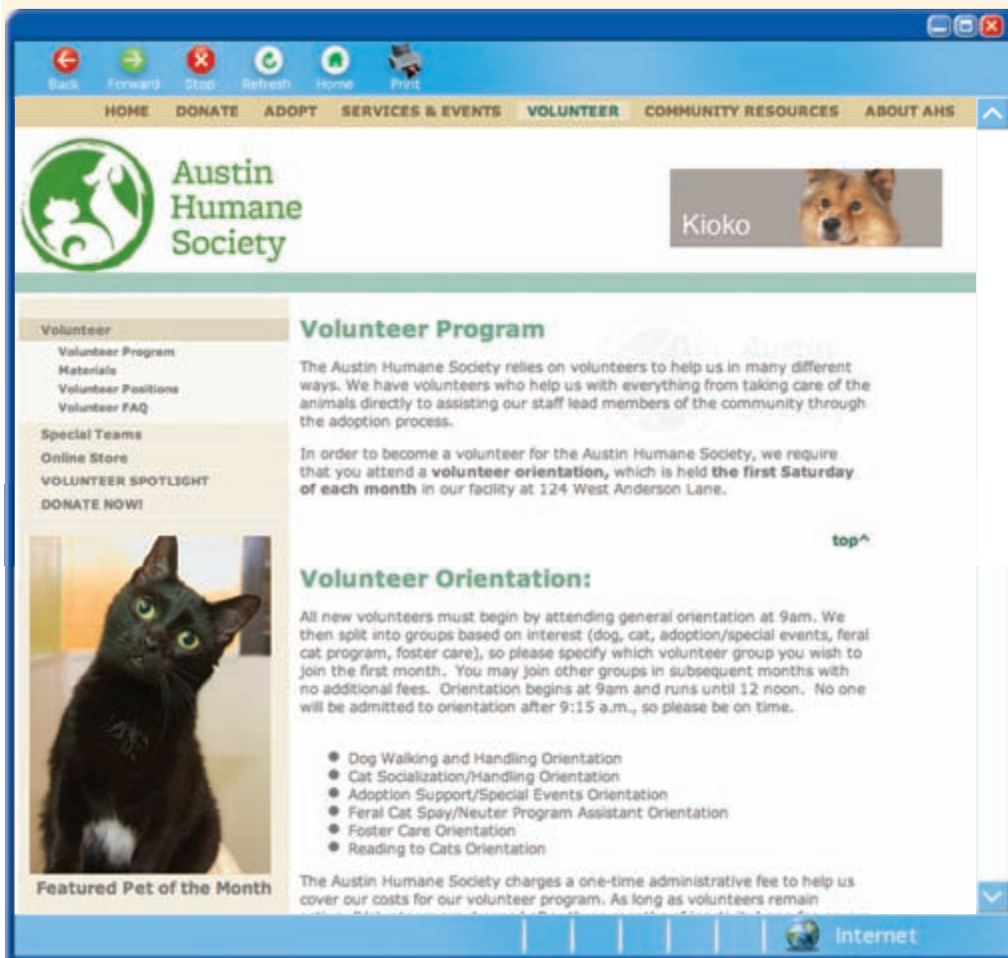 Back Forward Stop Refresh Home Print
HOME DONATE ADOPT SERVICES & EVENTS VOLUNTEER COMMUNITY RESOURCES ABOUT AHS
Austin
Humane
Society
Kioko
Volunteer
Volunteer Program
Materials
Volunteer Positions
Volunteer FAQ
Special Teams
Online Store
VOLUNTEER SPOTLIGHT
DONATE NOW!
Featured Pet of the Month
Volunteer Program
The Austin Humane Society relies on volunteers to help us in many different
ways. We have volunteers who help us with everything from taking care of the
animals directly to assisting our staff lead members of the community through
the adoption process.
In order to become a volunteer for the Austin Humane Society, we require
that you attend a volunteer orientation, which is held the first Saturday
of each month in our facility at 124 West Anderson Lane.
top^
Volunteer Orientation:
All new volunteers must begin by attending general orientation at 9am. We
then split into groups based on interest (dog, cat, adoption/special events, feral
cat program, foster care), so please specify which volunteer group you wish to
join the first month. You may join other groups in subsequent months with
no additional fees. Orientation begins at 9am and runs until 12 noon. No one
will be admitted to orientation after 9:15 a.m., so please be on time.
Dog Walking and Handling Orientation
Cat Socialization/Handling Orientation
Adoption Support/Special Events Orientation
Feral Cat Spay/Neuter Program Assistant Orientation
Foster Care Orientation
Reading to Cats Orientation
The Austin Humane Society charges a one-time administrative fee to help us
cover our costs for our volunteer program. As long as volunteers remain
Internet